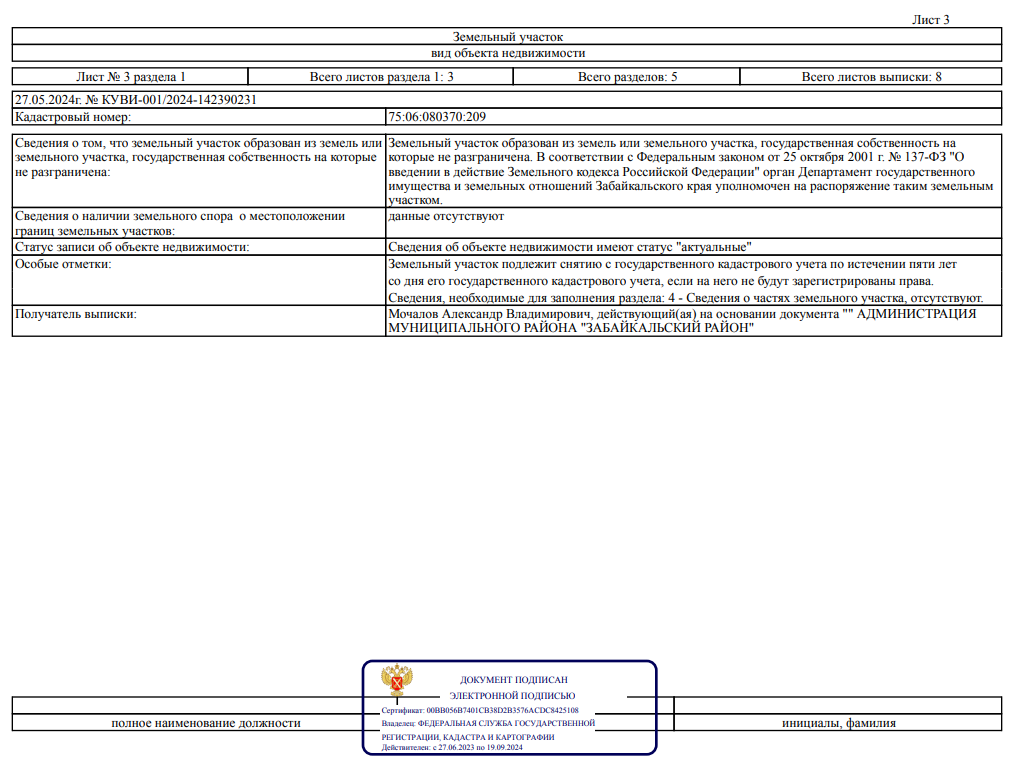 Лист 3
Земельный участок
вид объекта недвижимости
Лист № 3 раздела 1
Всего листов раздела 1: 3
Всего разделов: 5
Всего листов выписки: 8
27.05.2024г. № КУВИ-001/2024-142390231
Кадастровый номер:
75:06:080370:209
Сведения о том, что земельный участок образован из земель или
земельного участка, государственная собственность на которые
не разграничена:
Земельный участок образован из земель или земельного участка, государственная собственность на
которые не разграничена. В соответствии с Федеральным законом от 25 октября 2001 г. № 137-ФЗ "О
введении в действие Земельного кодекса Российской Федерации" орган Департамент государственного
имущества и земельных отношений Забайкальского края уполномочен на распоряжение таким земельным
участком.
Сведения о наличии земельного спора о местоположении
границ земельных участков:
данные отсутствуют
Статус записи об объекте недвижимости:
Сведения об объекте недвижимости имеют статус "актуальные"
Особые отметки:
Земельный участок подлежит снятию с государственного кадастрового учета по истечении пяти лет
со дня его государственного кадастрового учета, если на него не будут зарегистрированы права.
Сведения, необходимые для заполнения раздела: 4 - Сведения о частях земельного участка, отсутствуют.
Получатель выписки:
Мочалов Александр Владимирович, действующий(ая) на основании документа "" АДМИНИСТРАЦИЯ
МУНИЦИПАЛЬНОГО РАЙОНА "ЗАБАЙКАЛЬСКИЙ РАЙОН"
ДОКУМЕНТ ПОДПИСАН
ЭЛЕКТРОННОЙ ПОДПИСЬЮ
Сертификат: 00BB056B7401CB38D2B3576ACDC8425108
Владелец: ФЕДЕРАЛЬНАЯ СЛУЖБА ГОСУДАРСТВЕННОЙ
РЕГИСТРАЦИИ, КАДАСТРА И КАРТОГРАФИИ
Действителен: с 27.06.2023 по 19.09.2024
полное наименование должности
инициалы, фамилия